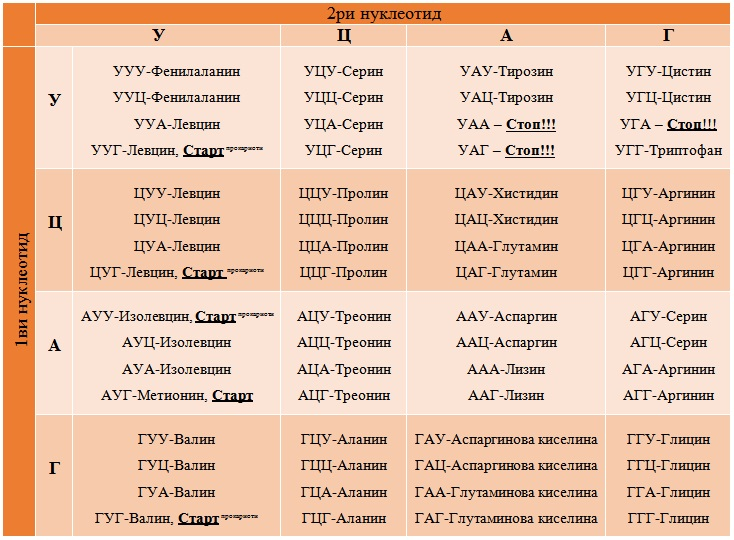 2ри нуклеотид
У Ц А Г
1ви нуклеотид
У
УУУ-Фенилаланин УЦУ-Серин УАУ-Тирозин УГУ-Цистин
УУЦ-Фенилаланин УЦЦ-Серин УАЦ-Тирозин УГЦ-Цистин
УУА-Левцин УЦА-Серин УАА – Стоп!!! УГА – Стоп!!!
УУГ-Левцин, Старт прокариоти УЦГ-Серин УАГ – Стоп!!! УГГ-Триптофан
Ц
ЦУУ-Левцин ЦЦУ-Пролин ЦАУ-Хистидин ЦГУ-Аргинин
ЦУЦ-Левцин ЦЦЦ-Пролин ЦАЦ-Хистидин ЦГЦ-Аргинин
ЦУА-Левцин ЦЦА-Пролин ЦАА-Глутамин ЦГА-Аргинин
ЦУГ-Левцин, Старт прокариоти ЦЦГ-Пролин ЦАГ-Глутамин ЦГГ-Аргинин
А
АУУ-Изолевцин, Старт прокариоти АЦУ-Треонин ААУ-Аспаргин АГУ-Серин
АУЦ-Изолевцин АЦЦ-Треонин ААЦ-Аспаргин АГЦ-Серин
АУА-Изолевцин АЦА-Треонин ААА-Лизин АГА-Аргинин
АУГ-Метионин, Старт АЦГ-Треонин ААГ-Лизин АГГ-Аргинин
Г
ГУУ-Валин ГЦУ-Аланин ГАУ-Аспаргинова киселина ГГУ-Глицин
ГУЦ-Валин ГЦЦ-Аланин ГАЦ-Аспаргинова киселина ГГЦ-Глицин
ГУА-Валин ГЦА-Аланин ГАА-Глутаминова киселина ГГА-Глицин
ГУГ-Валин, Старт прокариоти ГЦГ-Аланин ГАГ-Глутаминова киселина ГГГ-Глицин